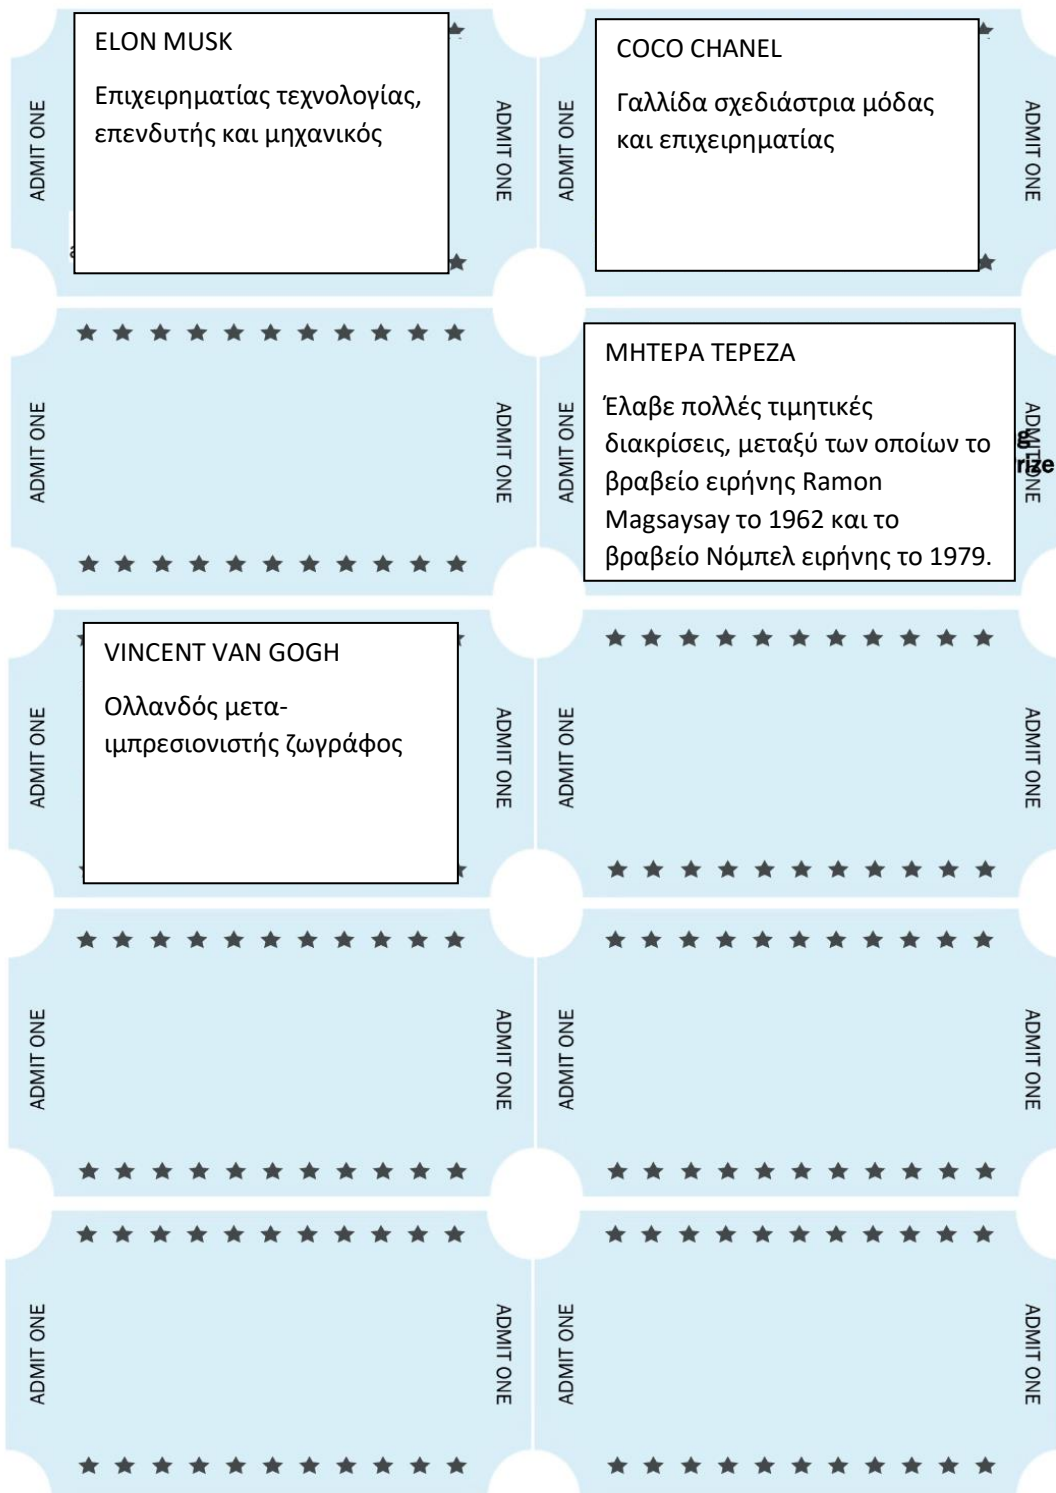 ADMIT ONE
ELON MUSK
Επιχειρηματίας τεχνολογίας,
επενδυτής και μηχανικός
ADMIT ONE
ADMIT ONE
COCO CHANEL
Γαλλίδα σχεδιάστρια μόδας
και επιχειρηματίας
ADMIT ONE
ADMIT ONE
ADMIT ONE
ADMIT ONE
ΜΗΤΕΡΑ ΤΕΡΕΖΑ
Έλαβε πολλές τιμητικές
διακρίσεις, μεταξύ των οποίων το
βραβείο ειρήνης Ramon
Magsaysay το 1962 και το
βραβείο Νόμπελ ειρήνης το 1979.
ADMIT ONE
ADMIT ONE
VINCENT VAN GOGH
Ολλανδός μετα-
ιμπρεσιονιστής ζωγράφος
ADMIT ONE
ADMIT ONE
ADMIT ONE
ADMIT ONE
ADMIT ONE
ADMIT ONE
ADMIT ONE
ADMIT ONE
ADMIT ONE
ADMIT ONE
ADMIT ONE